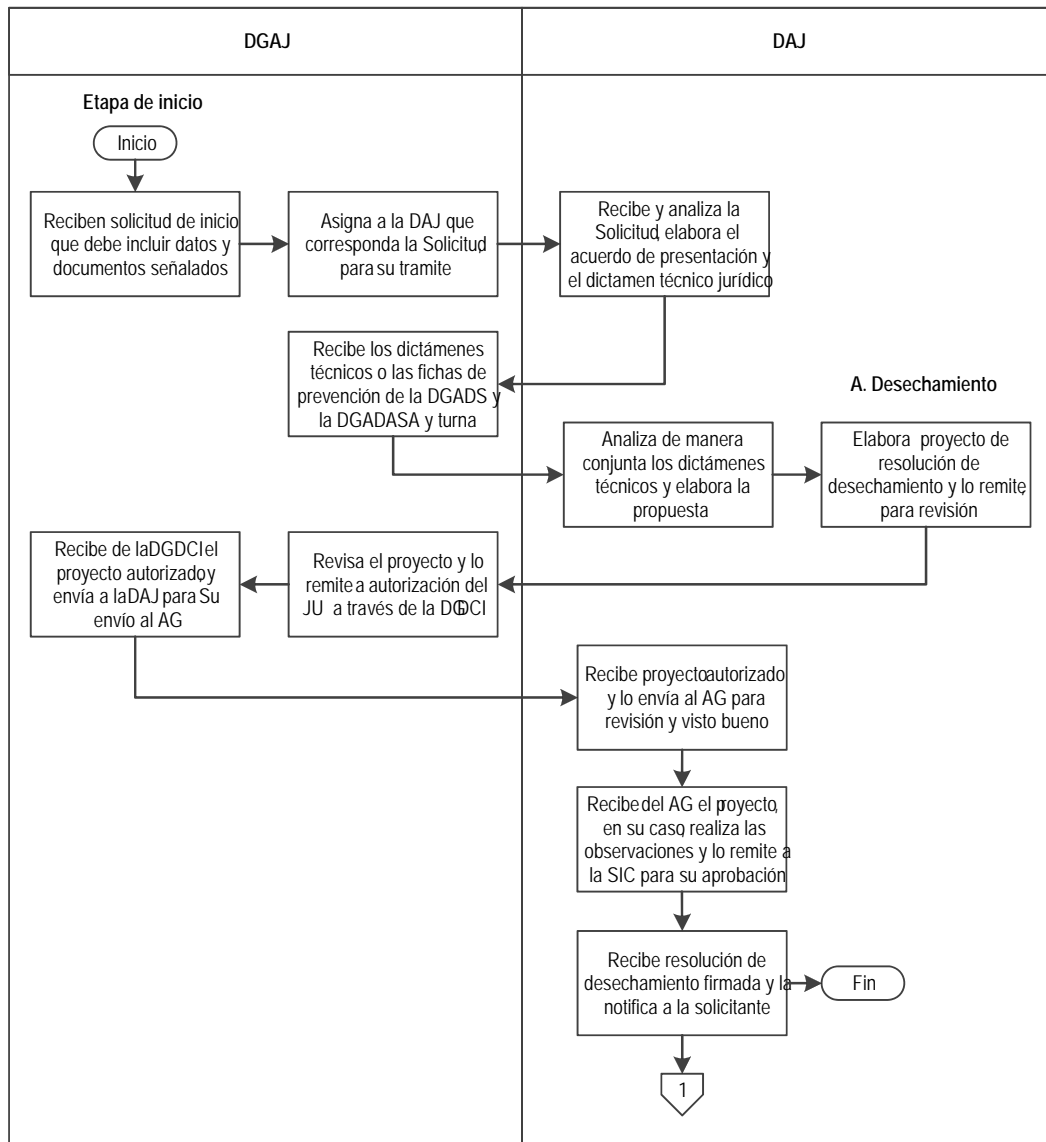 DGAJ
DAJ
Etapa de inicio
Inicio
Reciben solicitud de inicio
que debe incluir datos y
documentos señalados
Asigna a la DAJ que
corresponda la Solicitud,
para su tramite
Recibe y analiza la
Solicitud, elabora el
acuerdo de presentación y
el dictamen técnico jurídico
Recibe los dictámenes
técnicos o las fichas de
prevención de la DGADS y
la DGADASA y turna
A. Desechamiento
Analiza de manera
conjunta los dictámenes
técnicos y elabora la
propuesta
Elabora proyecto de
resolución de
desechamiento y lo remite,
para revisión
Recibe de la DGDCI el
proyecto autorizado, y
envía a la DAJ para Su
envío al AG
Revisa el proyecto y lo
remite a autorización del
JU a través de la DGDCI
Recibe proyecto autorizado
y lo envía al AG para
revisión y visto bueno
Recibe del AG el proyecto,
en su caso, realiza las
observaciones y lo remite a
la SIC para su aprobación
Recibe resolución de
desechamiento firmada y la
notifica a la solicitante
Fin
1